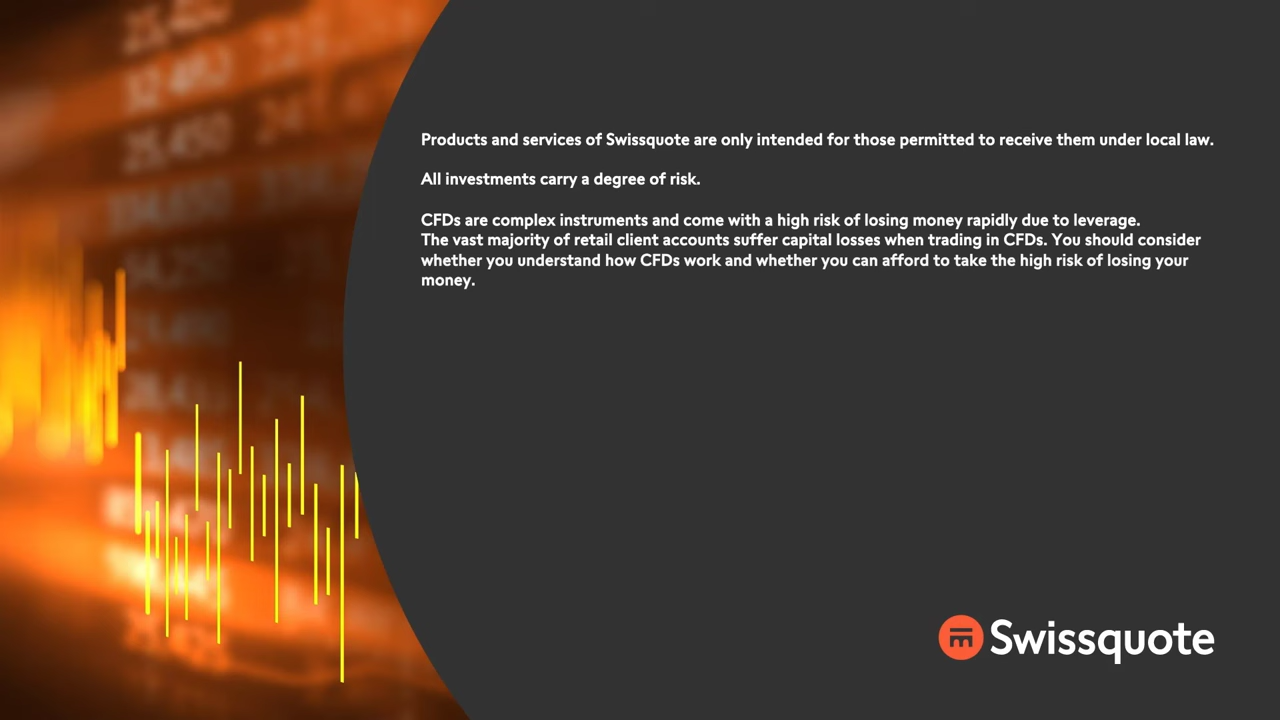 Products and services of Swissquote are only intended for those permitted to receive them under local law.
All investments carry a degree of risk.
CFDs are complex instruments and come with a high risk of losing money rapidly due to leverage.
The vast majority of retail client accounts suffer capital losses when trading in CFDs. You should consider
whether you understand how CFDs work and whether you can afford to take the high risk of losing your
money.
Swissquote